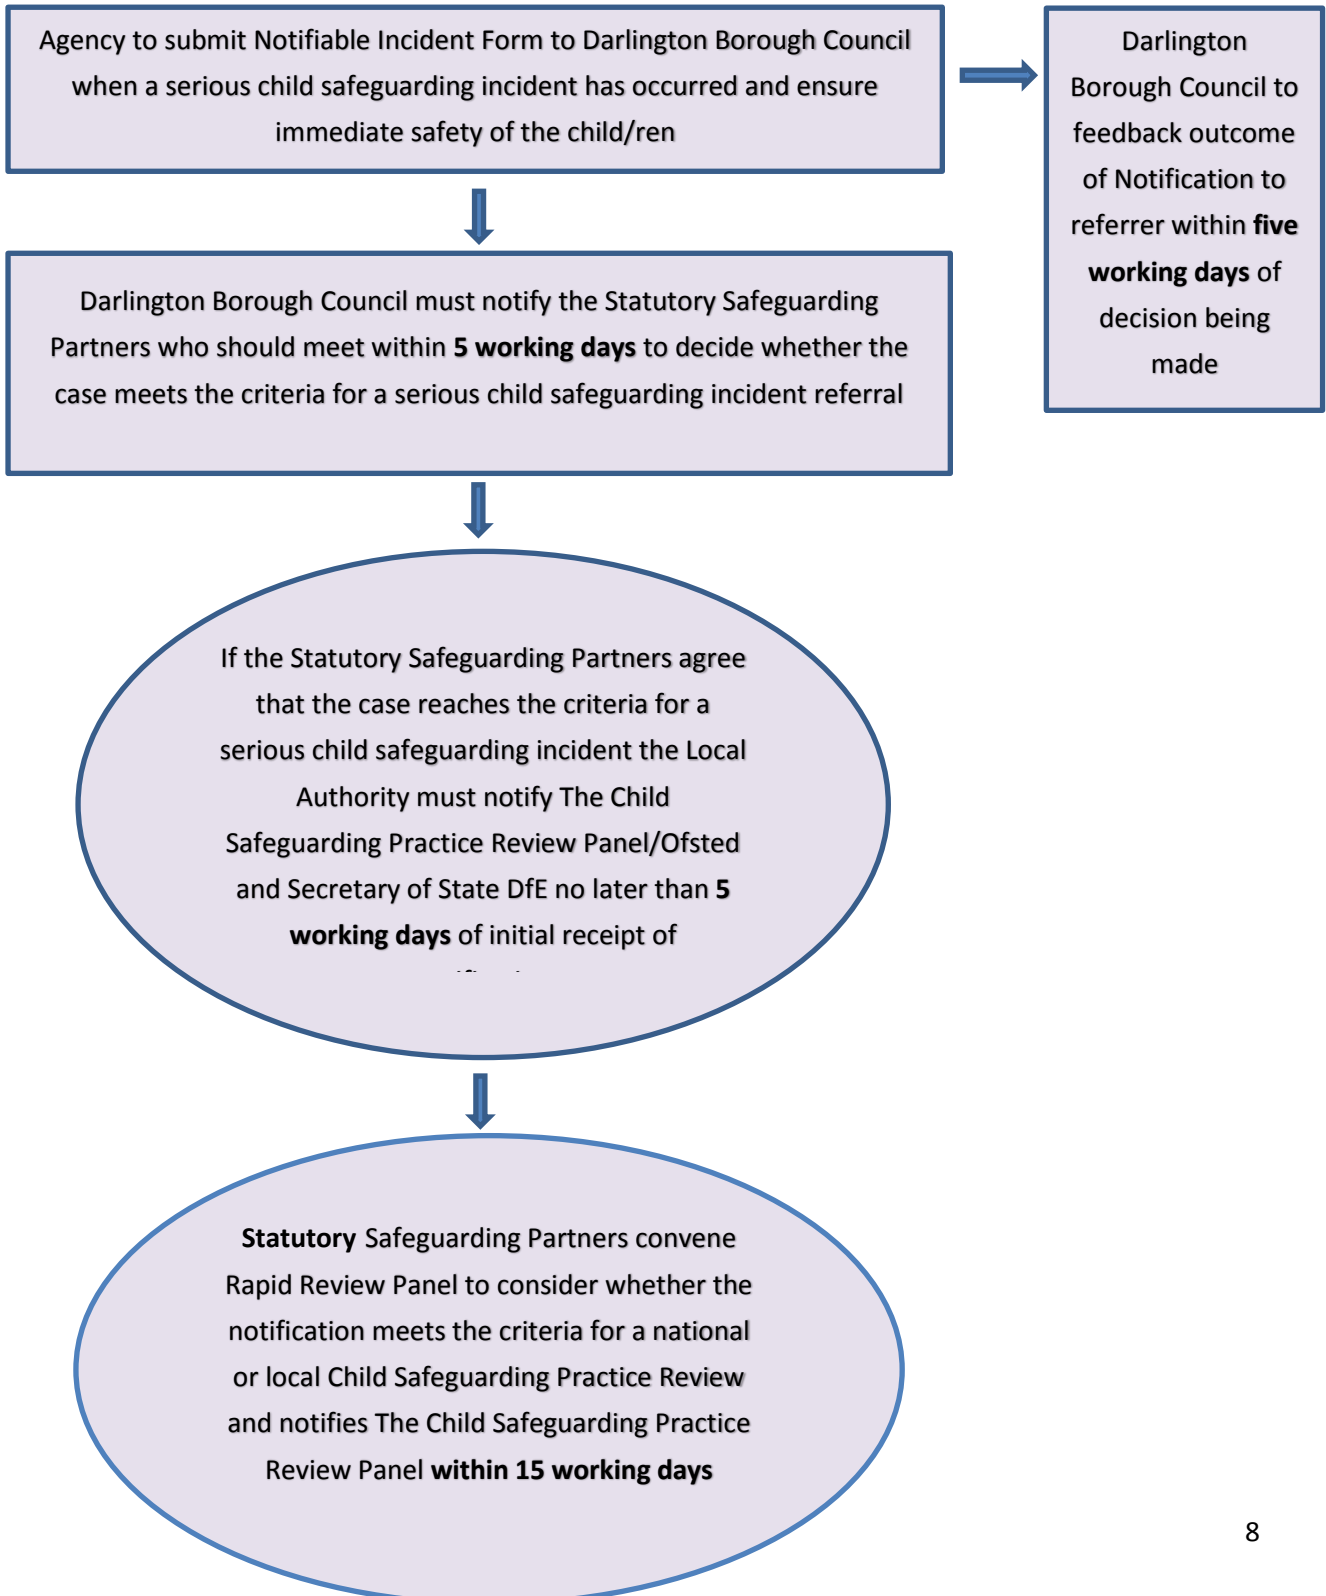 Agency to submit Notifiable Incident Form to Darlington Borough Council
when a serious child safeguarding incident has occurred and ensure
immediate safety of the child/ren
Darlington
Borough Council to
feedback outcome
of Notification to
referrer within five
working days of
decision being
made
Darlington Borough Council must notify the Statutory Safeguarding
Partners who should meet within 5 working days to decide whether the
case meets the criteria for a serious child safeguarding incident referral
If the Statutory Safeguarding Partners agree
that the case reaches the criteria for a
serious child safeguarding incident the Local
Authority must notify The Child
Safeguarding Practice Review Panel/Ofsted
and Secretary of State DfE no later than 5
working days of initial receipt of
Statutory Safeguarding Partners convene
Rapid Review Panel to consider whether the
notification meets the criteria for a national
or local Child Safeguarding Practice Review
and notifies The Child Safeguarding Practice
Review Panel within 15 working days
8